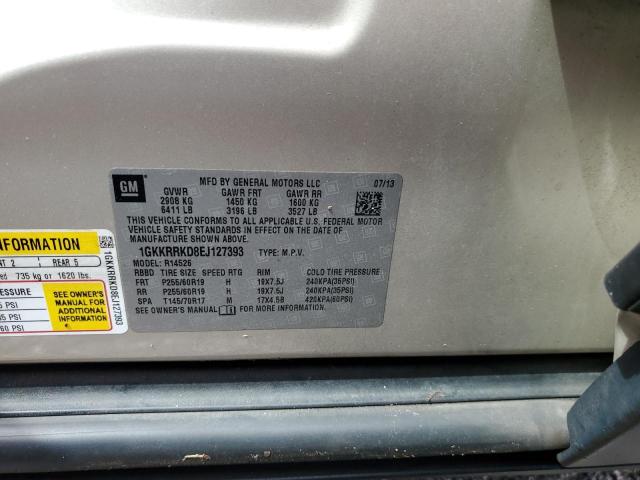 GM
MFD BY GENERAL MOTORS LLC 07/13
GVWR GAWR FRT GAWR RR
2908 KG 1450 KG 1600 KG
6411 LB 3196 LB 3527 LB
THIS VEHICLE CONFORMS TO ALL APPLICABLE U.S. FEDERAL MOTOR
VEHICLE SAFETY STANDARDS IN EFFECT ON THE DATE OF
MANUFACTURE SHOWN ABOVE.
1GKKRRKD8EJ127393 TYPE: M.P.V.
MODEL: R14526
RBBD TIRE SIZE SPEED RTG RIM COLD TIRE PRESSURE
FRT P255/60R19 H 19X7.5J 240KPA(35PSI)
RR P255/60R19 H 19X7.5J 240KPA(35PSI)
SPA T145/70R17 M 17X4.5B 420KPA(60PSI)
SEE OWNER'S MANUAL FOR MORE INFORMATION.
INFORMATION
2 REAR 5
735 kg or 1620 lbs.
PRESSURE
PSI
PSI
60 PSI
SEE OWNER'S
MANUAL FOR
ADDITIONAL
INFORMATION
1GKKRRKD8EJ127393